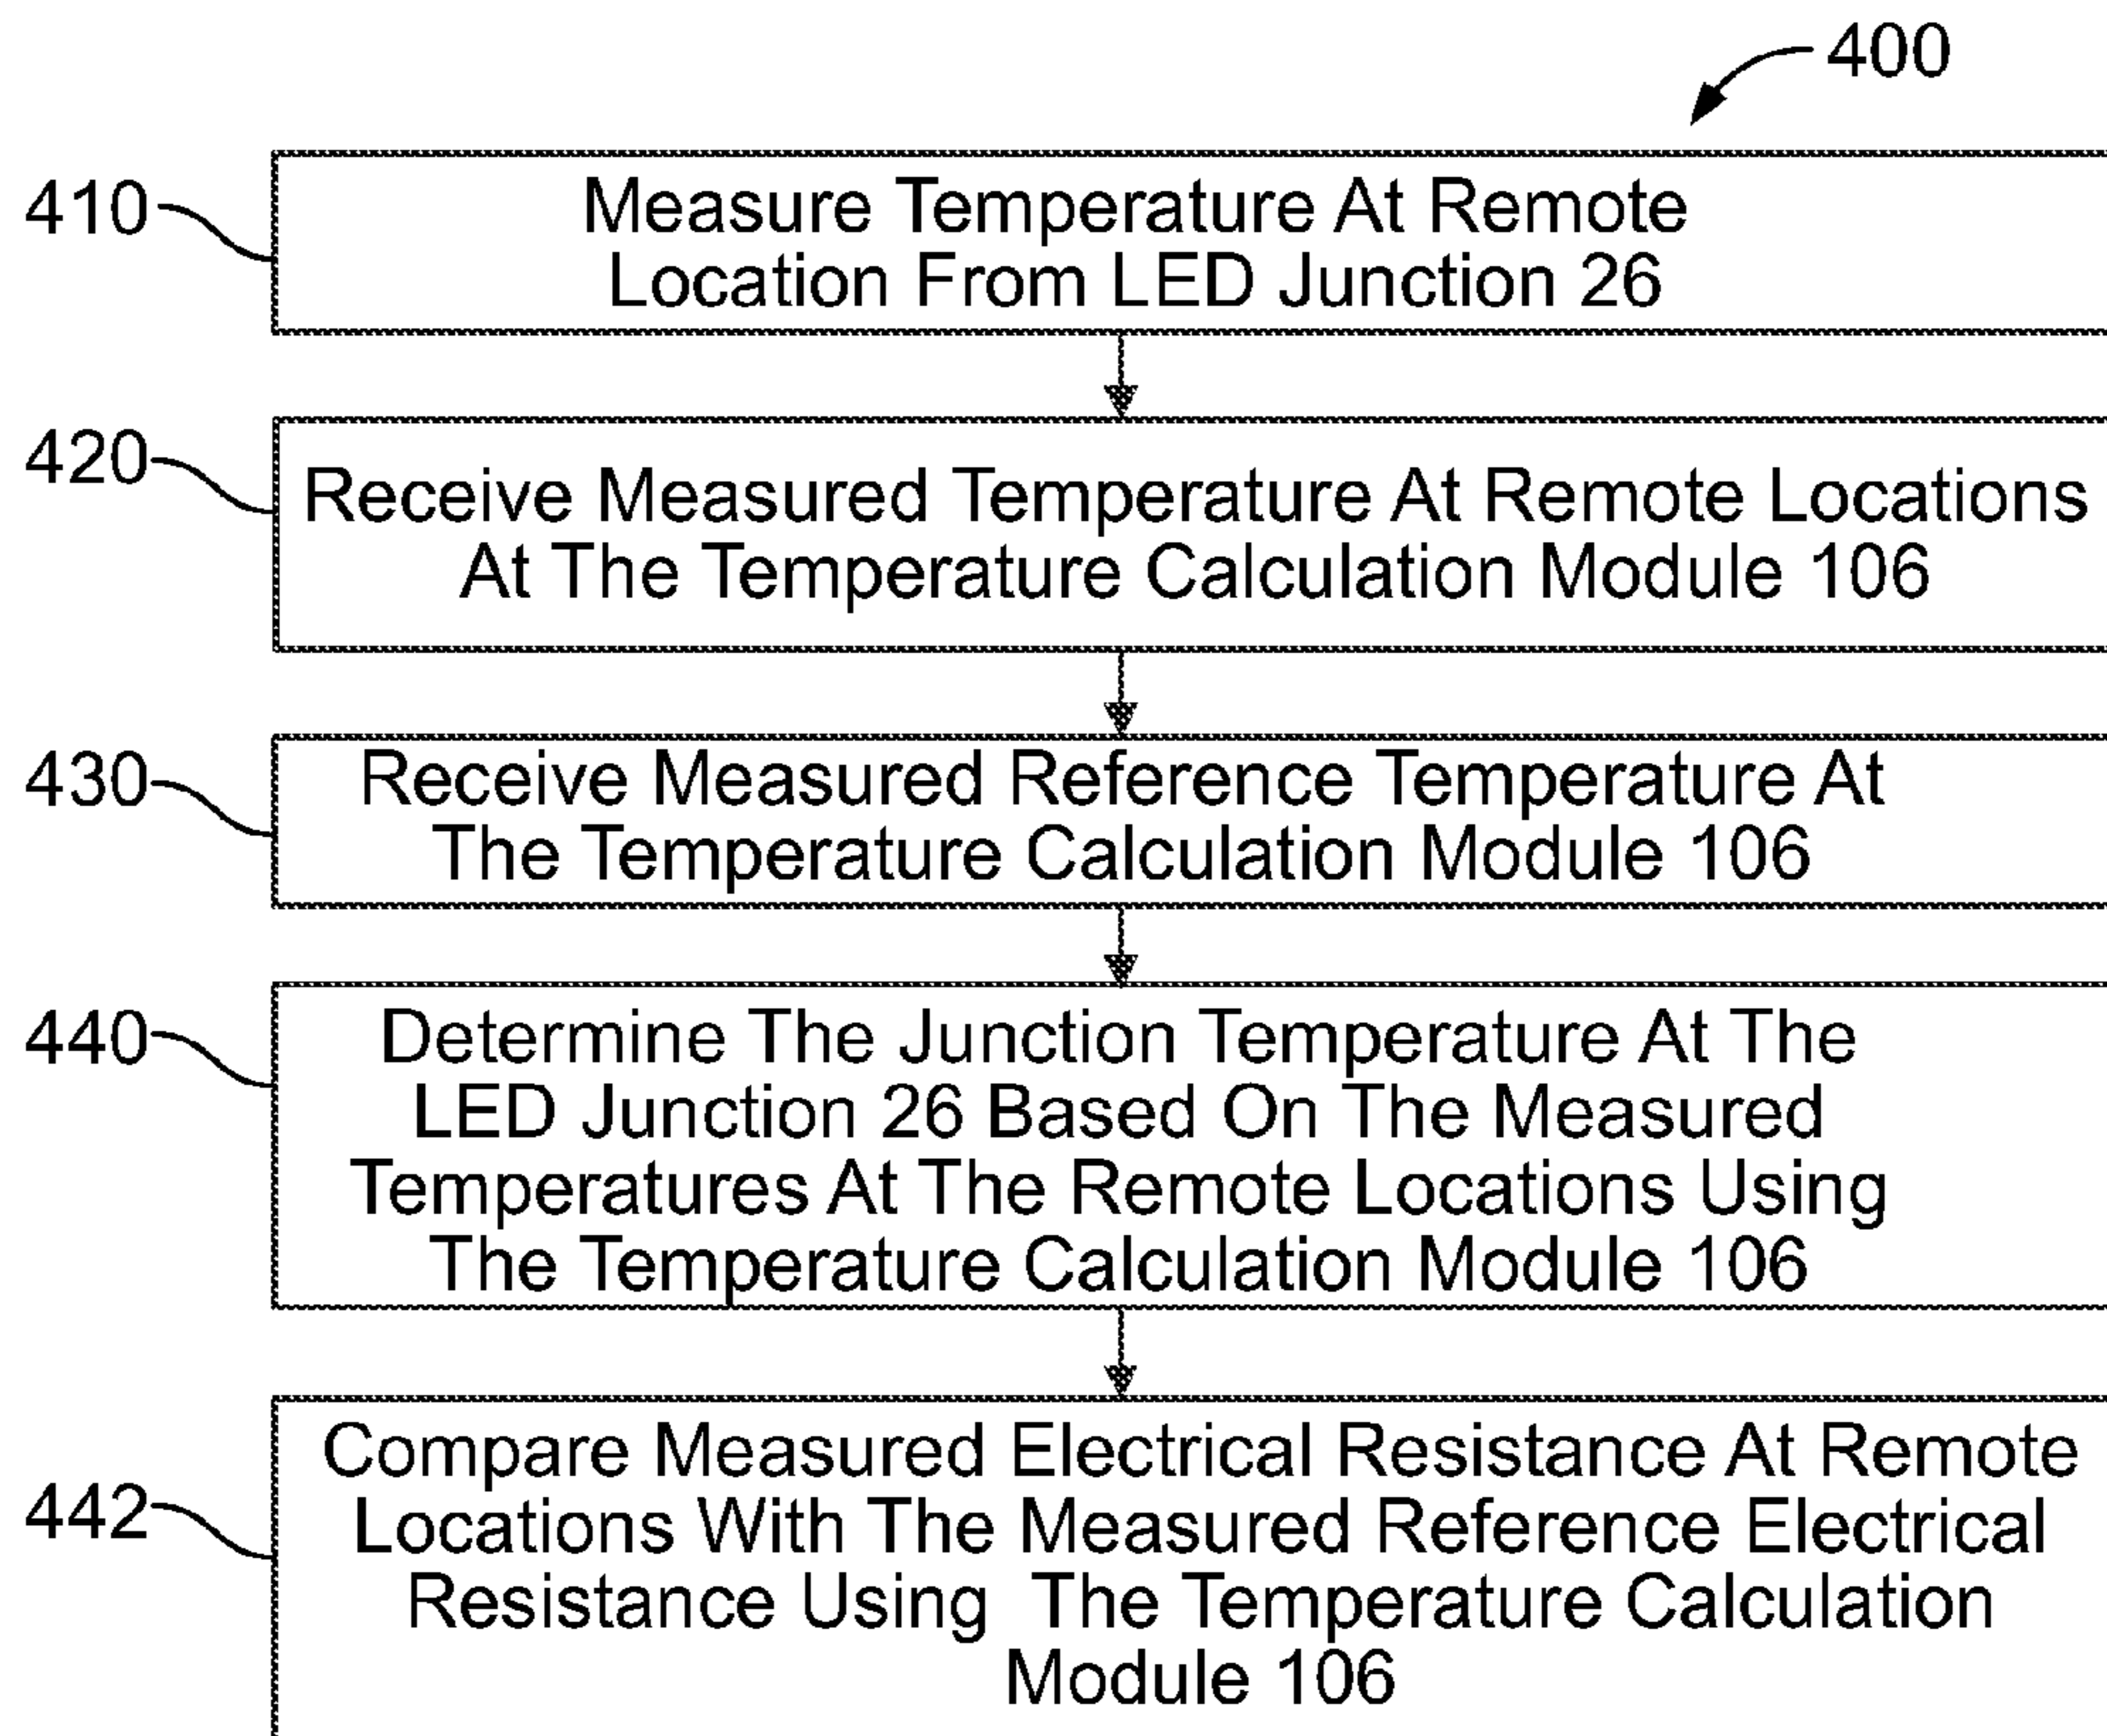 400
410
Measure Temperature At Remote
Location From LED Junction 26
420
Receive Measured Temperature At Remote Locations
At The Temperature Calculation Module 106
430
Receive Measured Reference Temperature At
The Temperature Calculation Module 106
440
Determine The Junction Temperature At The
LED Junction 26 Based On The Measured
Temperatures At The Remote Locations Using
The Temperature Calculation Module 106
442
Compare Measured Electrical Resistance At Remote
Locations With The Measured Reference Electrical
Resistance Using The Temperature Calculation
Module 106